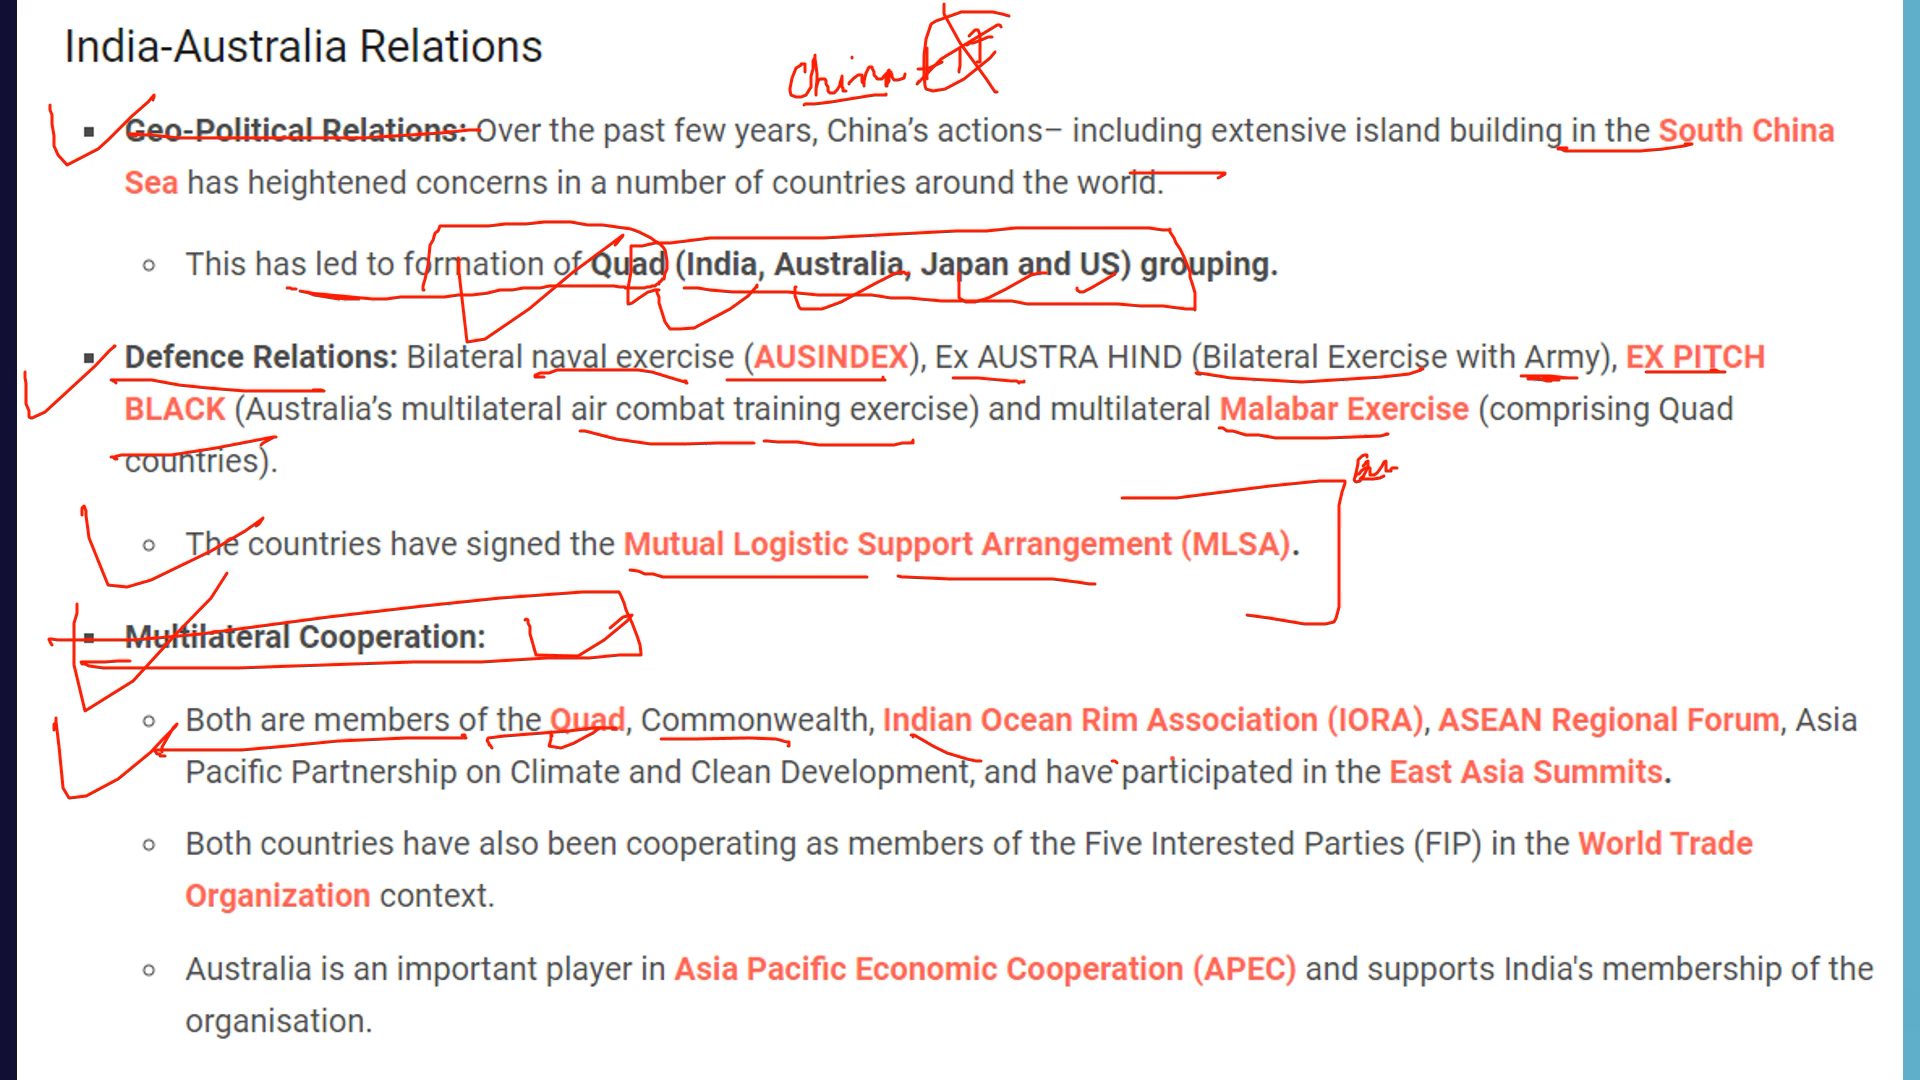 India-Australia Relations
China
▪ Geo-Political Relations: Over the past few years, China’s actions– including extensive island building in the South China
Sea has heightened concerns in a number of countries around the world.
○ This has led to formation of Quad (India, Australia, Japan and US) grouping.
▪ Defence Relations: Bilateral naval exercise (AUSINDEX), Ex AUSTRA HIND (Bilateral Exercise with Army), EX PITCH
BLACK (Australia’s multilateral air combat training exercise) and multilateral Malabar Exercise (comprising Quad
countries).
○ The countries have signed the Mutual Logistic Support Arrangement (MLSA).
▪ Multilateral Cooperation:
○ Both are members of the Quad, Commonwealth, Indian Ocean Rim Association (IORA), ASEAN Regional Forum, Asia
Pacific Partnership on Climate and Clean Development, and have participated in the East Asia Summits.
○ Both countries have also been cooperating as members of the Five Interested Parties (FIP) in the World Trade
Organization context.
○ Australia is an important player in Asia Pacific Economic Cooperation (APEC) and supports India's membership of the
organisation.